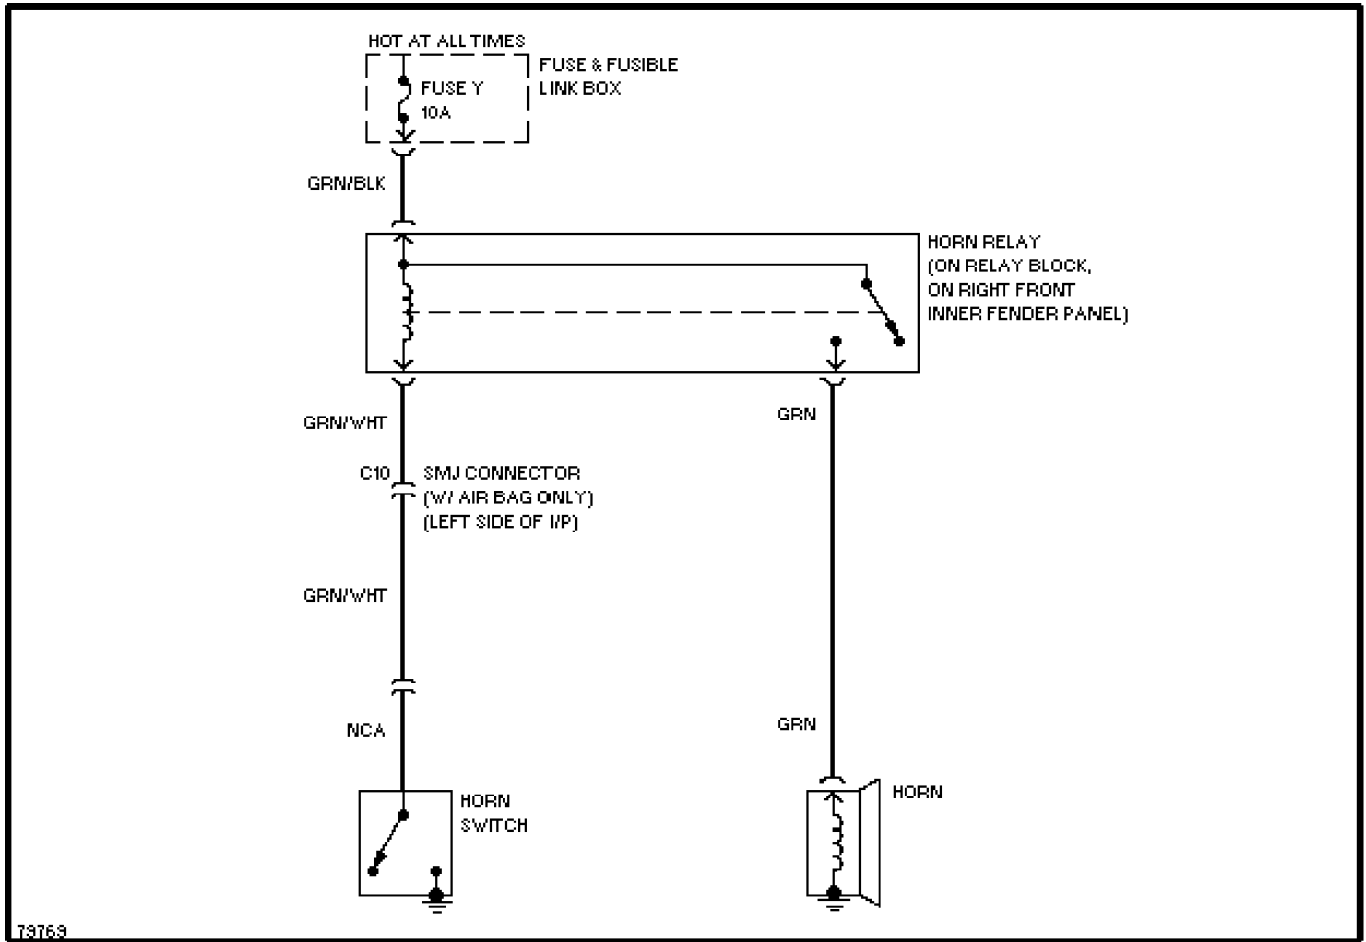 HOT AT ALL TIMES
FUSE & FUSIBLE
LINK BOX
FUSE Y
10A
GRN/BLK
HORN RELAY
(ON RELAY BLOCK,
ON RIGHT FRONT
INNER FENDER PANEL)
GRN/WHT
GRN
C10
SMJ CONNECTOR
(W/ AIR BAG ONLY)
(LEFT SIDE OF I/P)
GRN/WHT
NCA
GRN
HORN
SWITCH
HORN
79769